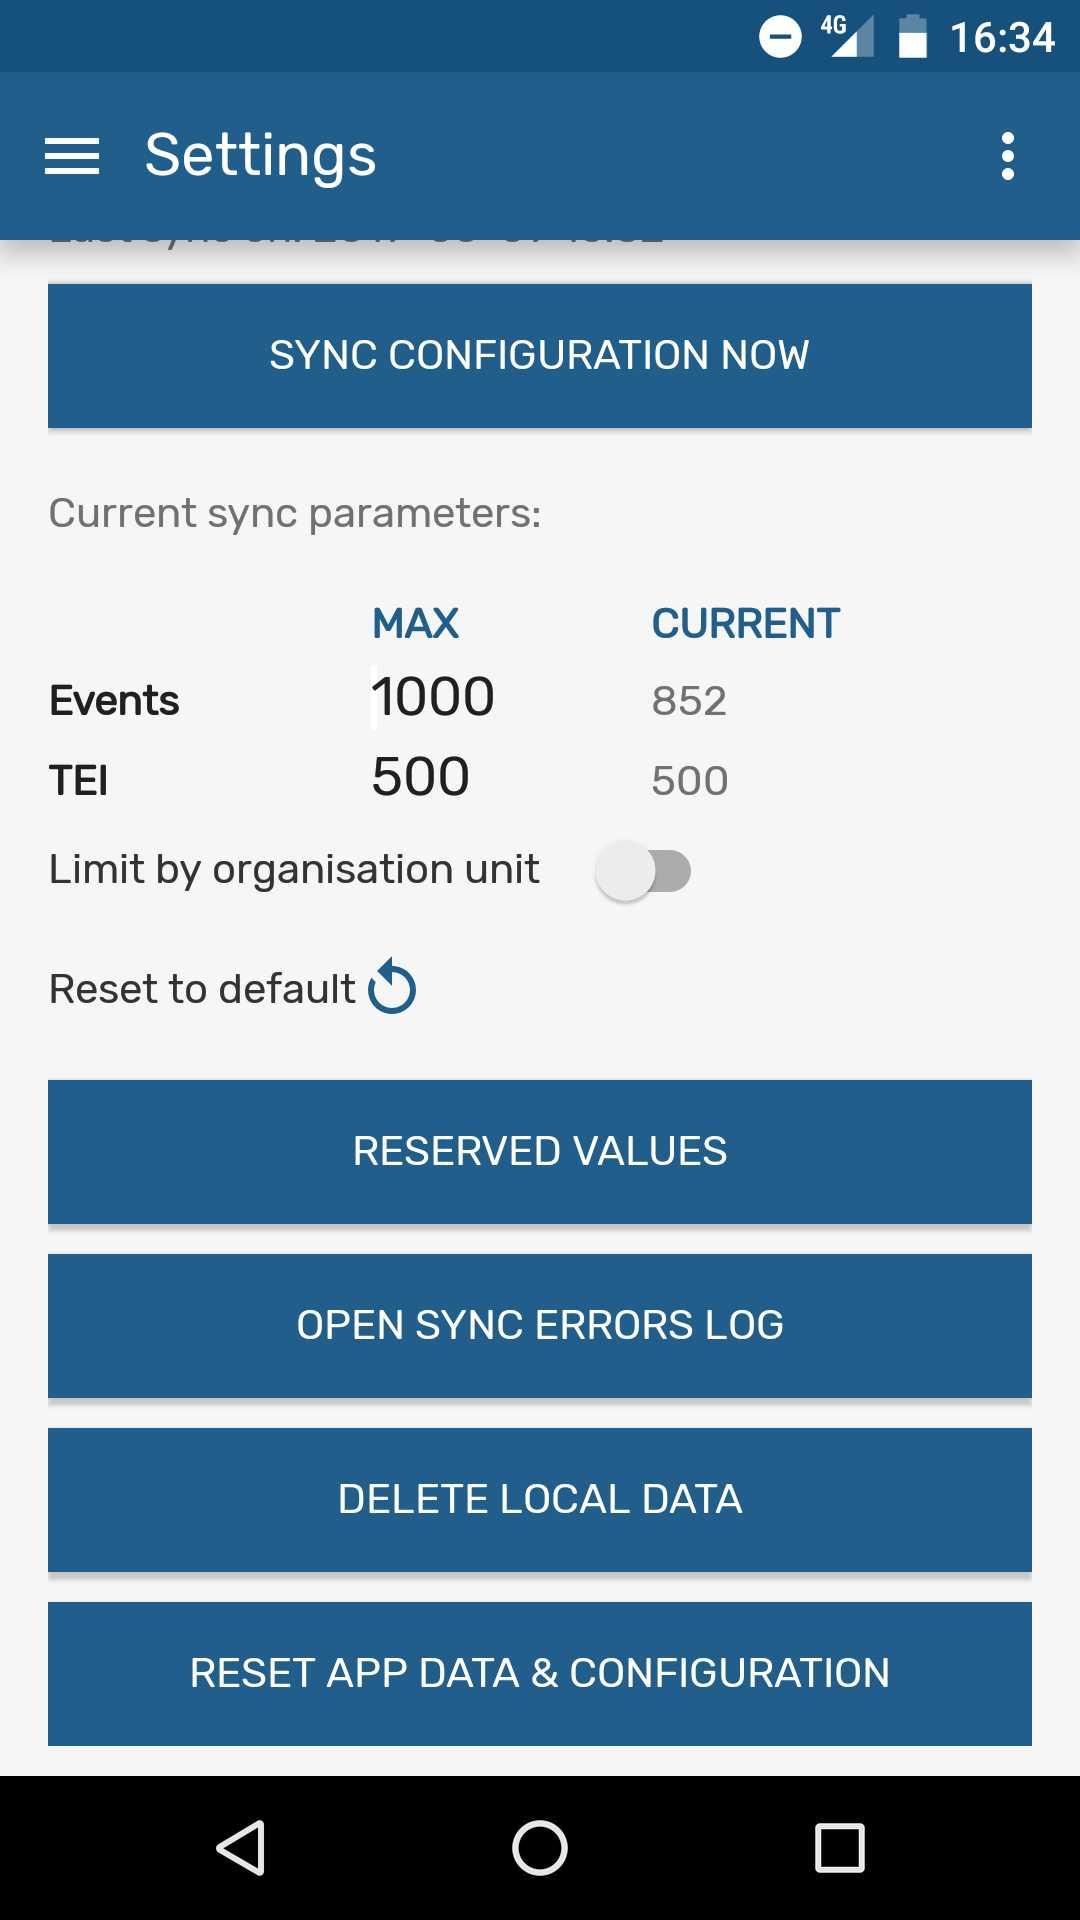 4G 16:34
Settings
SYNC CONFIGURATION NOW
Current sync parameters:
MAX CURRENT
Events 1000 852
TEI 500 500
Limit by organisation unit
Reset to default
RESERVED VALUES
OPEN SYNC ERRORS LOG
DELETE LOCAL DATA
RESET APP DATA & CONFIGURATION